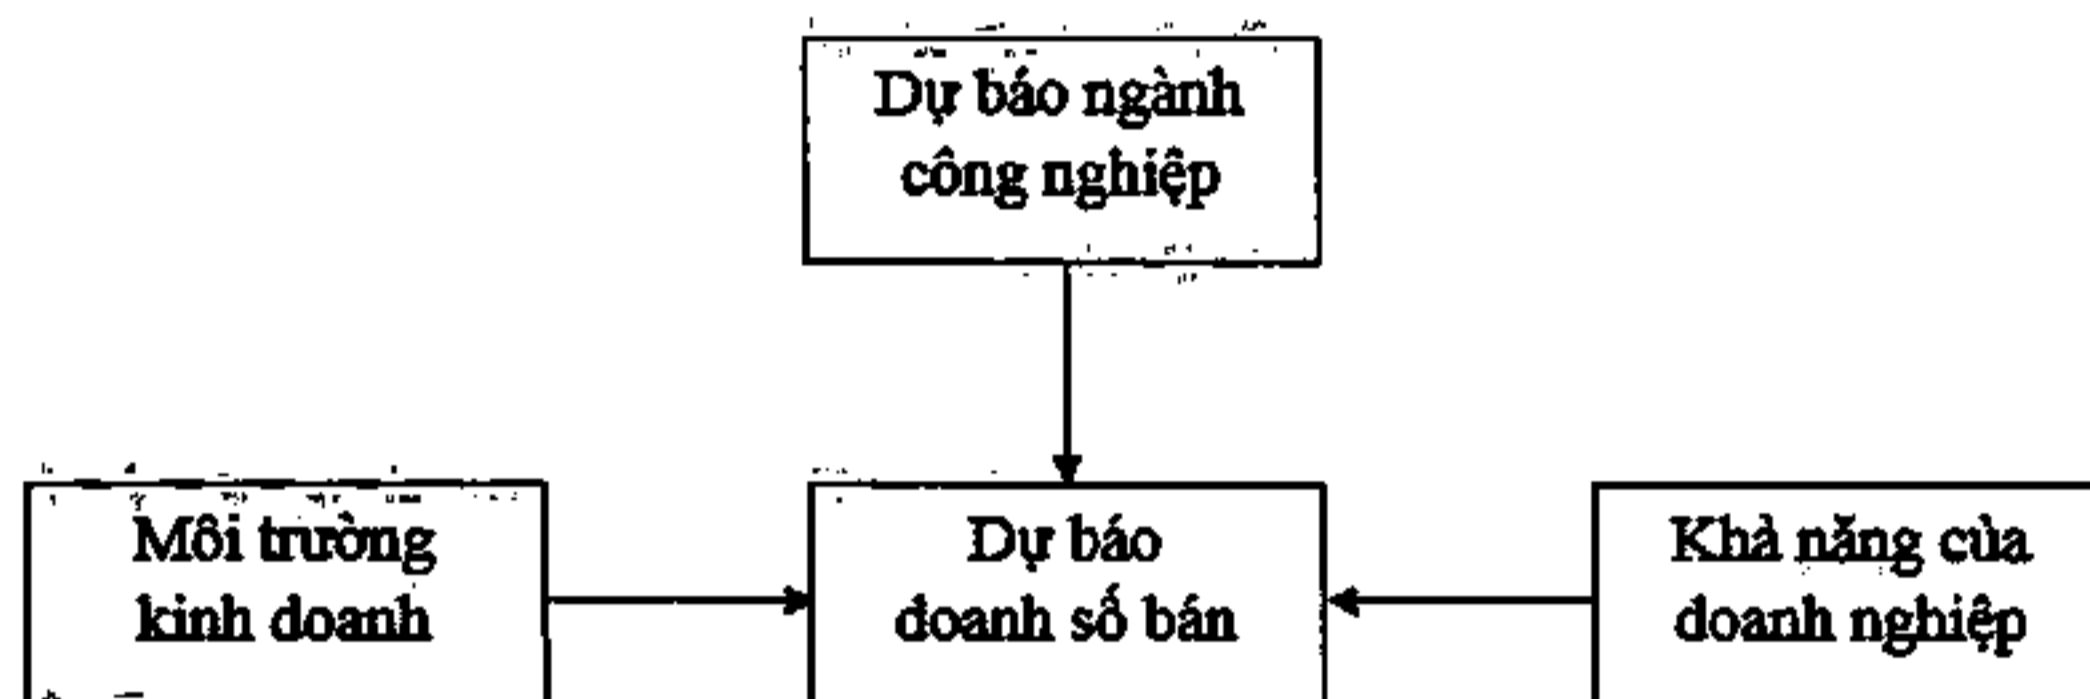 Dự báo ngành
công nghiệp
Môi trường
kinh doanh
Dự báo
doanh số bán
Khả năng của
doanh nghiệp